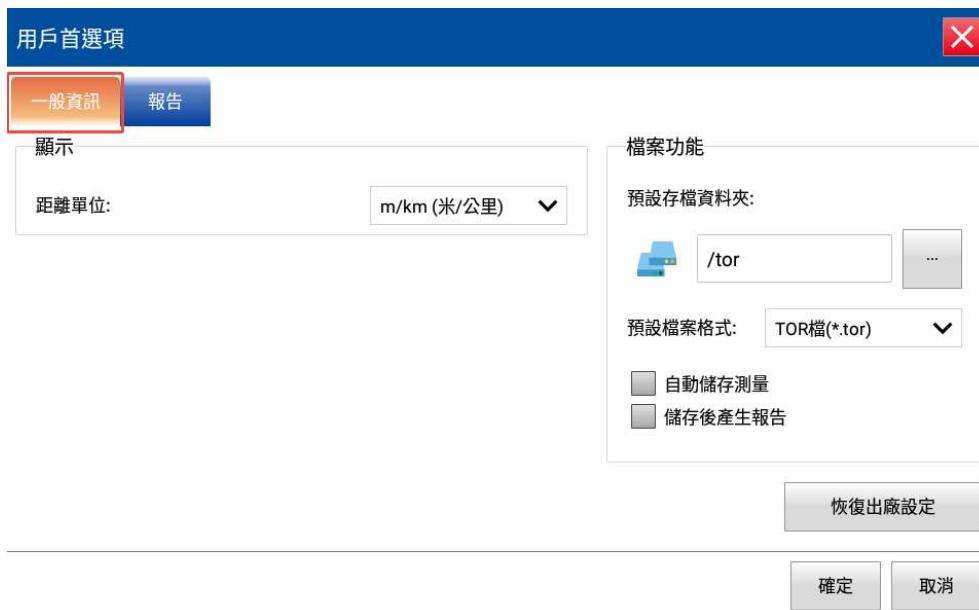 用戶首選項
一般資訊
報告
顯示
距離單位:
m/km (米/公里)
檔案功能
預設存檔資料夾:
/tor
...
預設檔案格式:
TOR檔(*.tor)
自動儲存測量
儲存後產生報告
恢復出廠設定
確定
取消